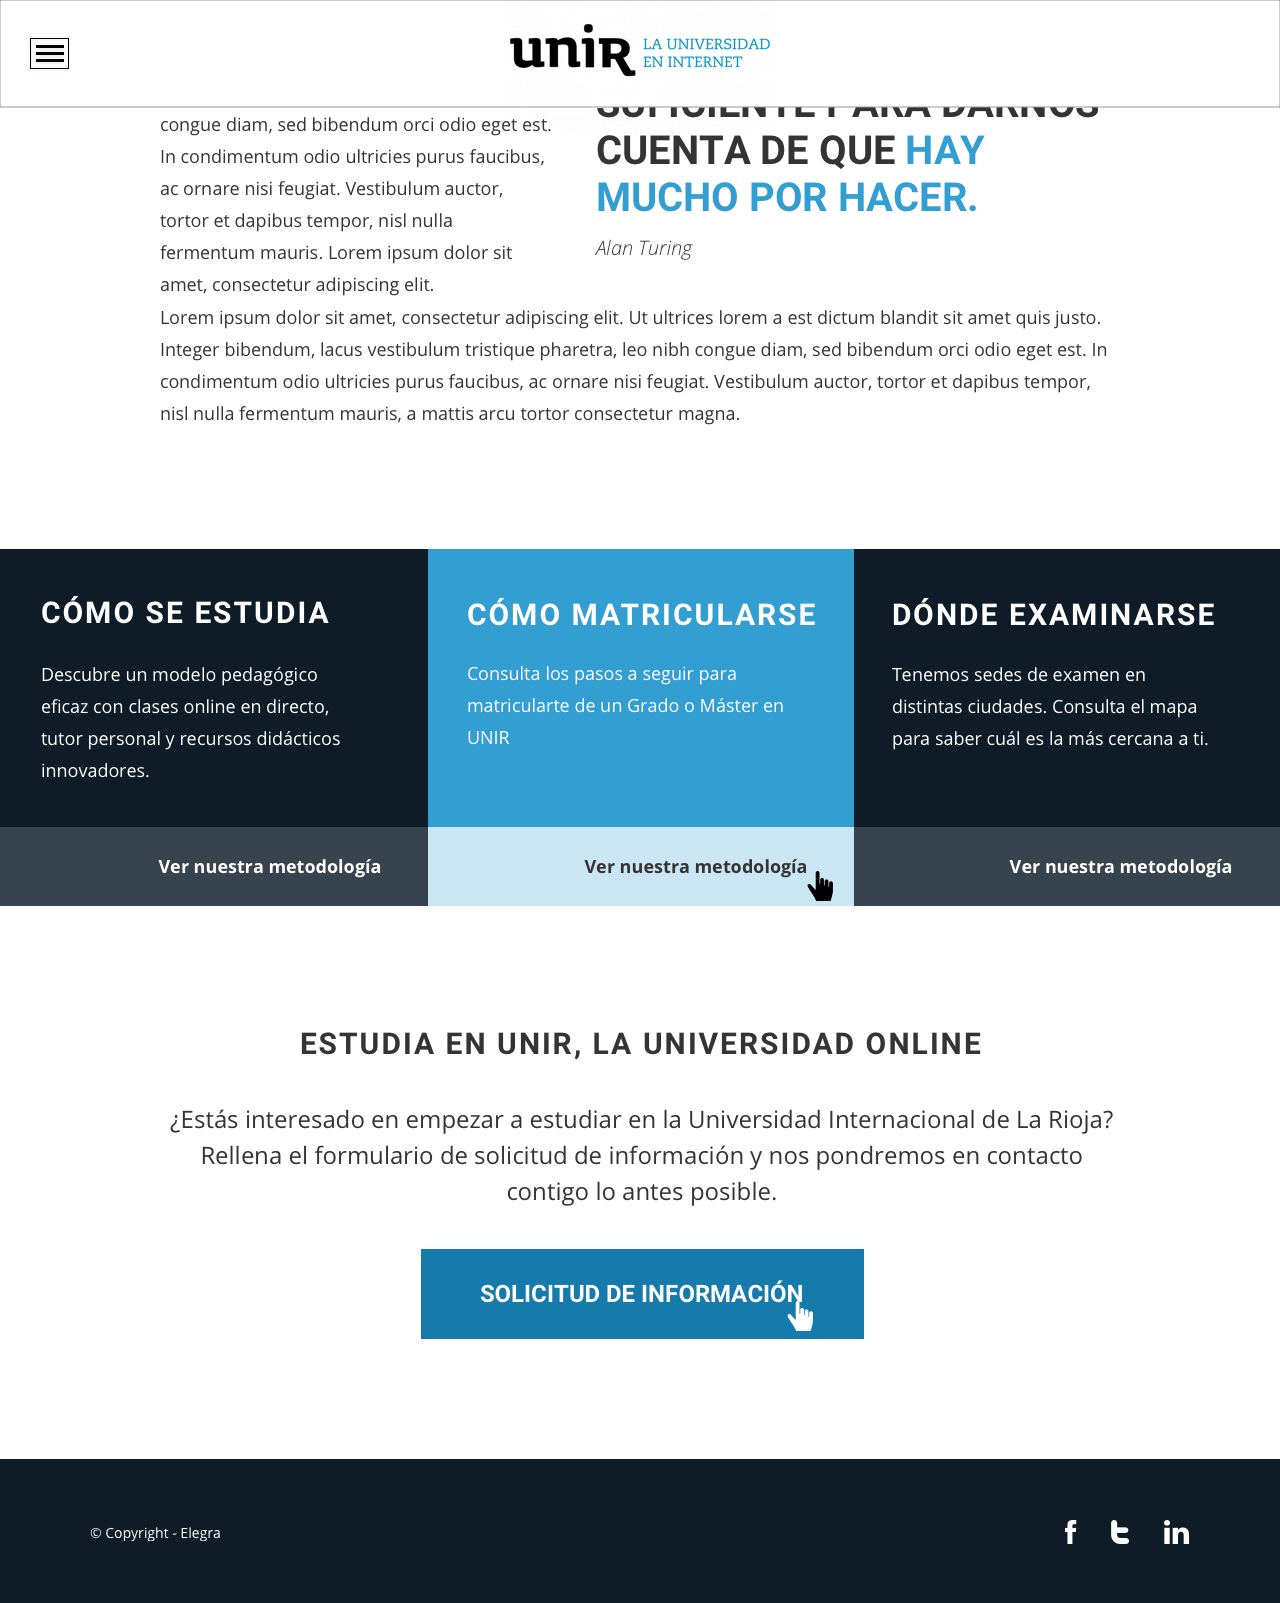 unir LA UNIVERSIDAD
EN INTERNET
congue diam, sed bibendum orci odio eget est.
In condimentum odio ultricies purus faucibus,
ac ornare nisi feugiat. Vestibulum auctor,
tortor et dapibus tempor, nisl nulla
fermentum mauris. Lorem ipsum dolor sit
amet, consectetur adipiscing elit.
SUFICIENTE PARA DARNOS
CUENTA DE QUE HAY
MUCHO POR HACER.
Alan Turing
Lorem ipsum dolor sit amet, consectetur adipiscing elit. Ut ultrices lorem a est dictum blandit sit amet quis justo.
Integer bibendum, lacus vestibulum tristique pharetra, leo nibh congue diam, sed bibendum orci odio eget est. In
condimentum odio ultricies purus faucibus, ac ornare nisi feugiat. Vestibulum auctor, tortor et dapibus tempor,
nisl nulla fermentum mauris, a mattis arcu tortor consectetur magna.
CÓMO SE ESTUDIA
Descubre un modelo pedagógico
eficaz con clases online en directo,
tutor personal y recursos didácticos
innovadores.
Ver nuestra metodología
CÓMO MATRICULARSE
Consulta los pasos a seguir para
matricularte de un Grado o Máster en
UNIR
Ver nuestra metodología
DÓNDE EXAMINARSE
Tenemos sedes de examen en
distintas ciudades. Consulta el mapa
para saber cuál es la más cercana a ti.
Ver nuestra metodología
ESTUDIA EN UNIR, LA UNIVERSIDAD ONLINE
¿Estás interesado en empezar a estudiar en la Universidad Internacional de La Rioja?
Rellena el formulario de solicitud de información y nos pondremos en contacto
contigo lo antes posible.
SOLICITUD DE INFORMACIÓN
© Copyright - Elegra